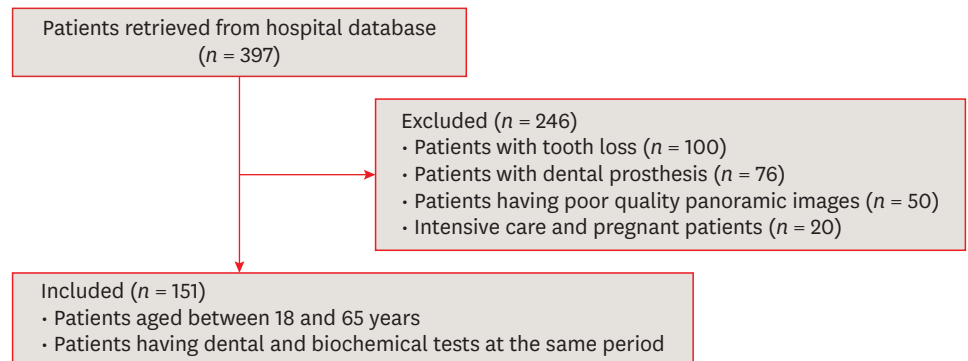 Patients retrieved from hospital database
(n = 397)
Excluded (n = 246)
· Patients with tooth loss (n = 100)
· Patients with dental prosthesis (n = 76)
· Patients having poor quality panoramic images (n = 50)
· Intensive care and pregnant patients (n = 20)
Included (n = 151)
· Patients aged between 18 and 65 years
· Patients having dental and biochemical tests at the same period